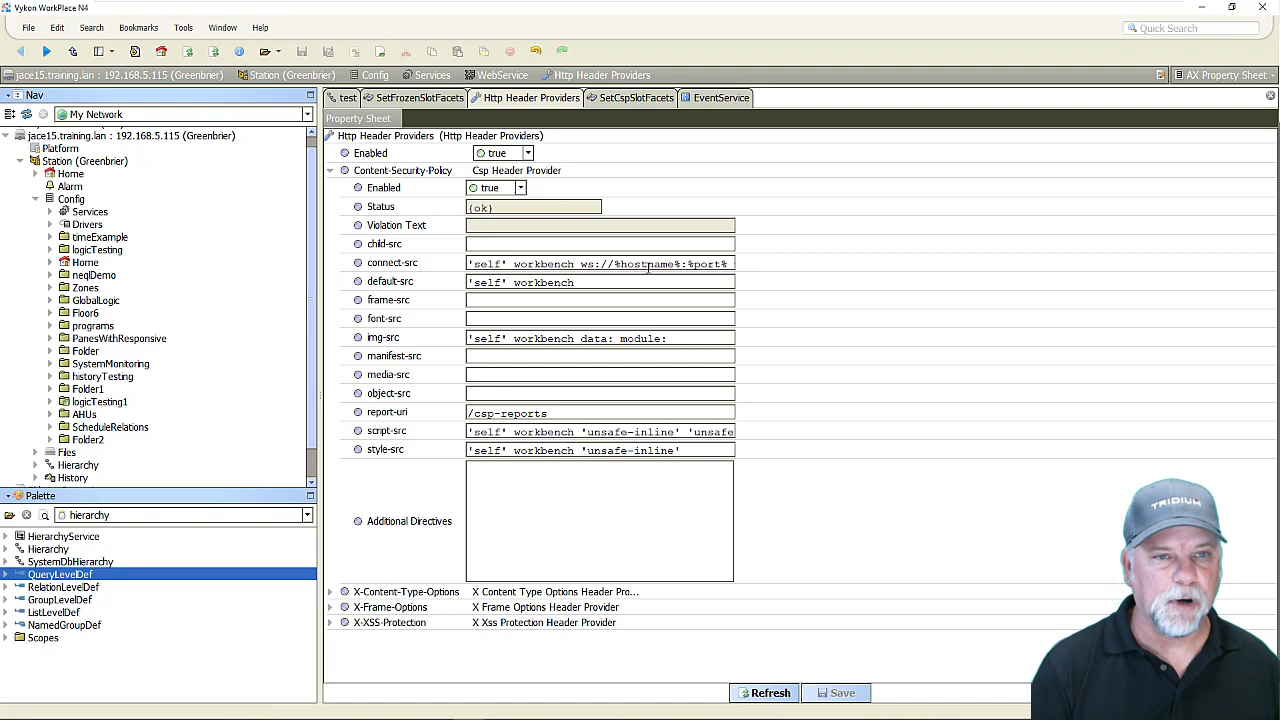 Vykon WorkPlace N4
File Edit Search Bookmarks Tools Window Help
Quick Search
jace15.training.lan : 192.168.5.115 (Greenbrier) Station (Greenbrier) Config Services WebService Http Header Providers AX Property Sheet
Nav
My Network
jace15.training.lan : 192.168.5.115 (Greenbrier)
Platform
Station (Greenbrier)
Home
Alarm
Config
Services
Drivers
timeExample
logicTesting
Home
neqlDemo
Zones
GlobalLogic
Floor6
programs
PanesWithResponsive
Folder
SystemMonitoring
historyTesting
Folder1
logicTesting1
AHUs
ScheduleRelations
Folder2
Files
Hierarchy
History
Palette
hierarchy
HierarchyService
Hierarchy
SystemDbHierarchy
QueryLevelDef
RelationLevelDef
GroupLevelDef
ListLevelDef
NamedGroupDef
Scopes
test SetFrozenSlotFacets Http Header Providers SetCspSlotFacets EventService
Property Sheet
Http Header Providers (Http Header Providers)
Enabled true
Content-Security-Policy Csp Header Provider
Enabled true
Status {ok}
Violation Text
child-src
connect-src 'self' workbench ws://%hostname%:%port%
default-src 'self' workbench
frame-src
font-src
img-src 'self' workbench data: module:
manifest-src
media-src
object-src
report-uri /csp-reports
script-src 'self' workbench 'unsafe-inline' 'unsafe
style-src 'self' workbench 'unsafe-inline'
Additional Directives
X-Content-Type-Options X Content Type Options Header Pro...
X-Frame-Options X Frame Options Header Provider
X-XSS-Protection X Xss Protection Header Provider
Refresh Save
TRIDIUM